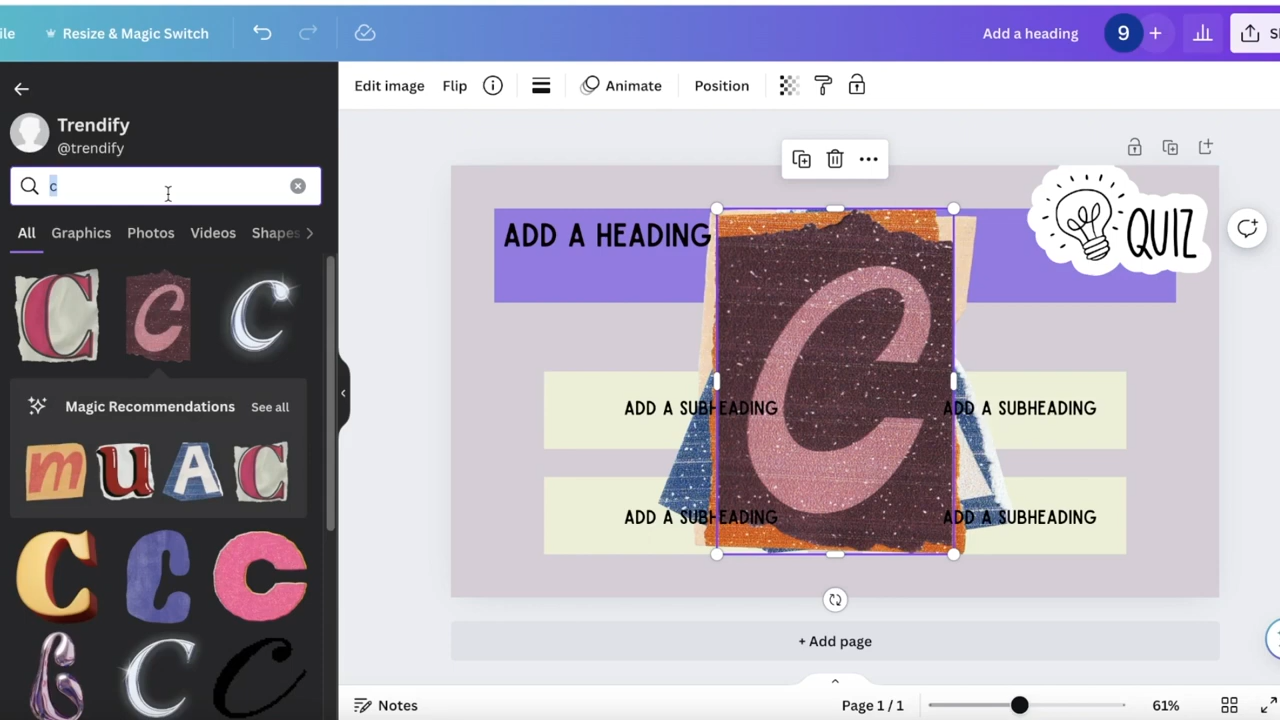 ile
Resize & Magic Switch
Add a heading
9
S
Trendify
@trendify
c
All
Graphics
Photos
Videos
Shapes
C
C
C
Magic Recommendations
See all
m
u
A
C
C
C
C
C
C
C
Edit image
Flip
Animate
Position
ADD A HEADING
QUIZ
C
ADD A SUBHEADING
ADD A SUBHEADING
ADD A SUBHEADING
ADD A SUBHEADING
+ Add page
Notes
Page 1 / 1
61%